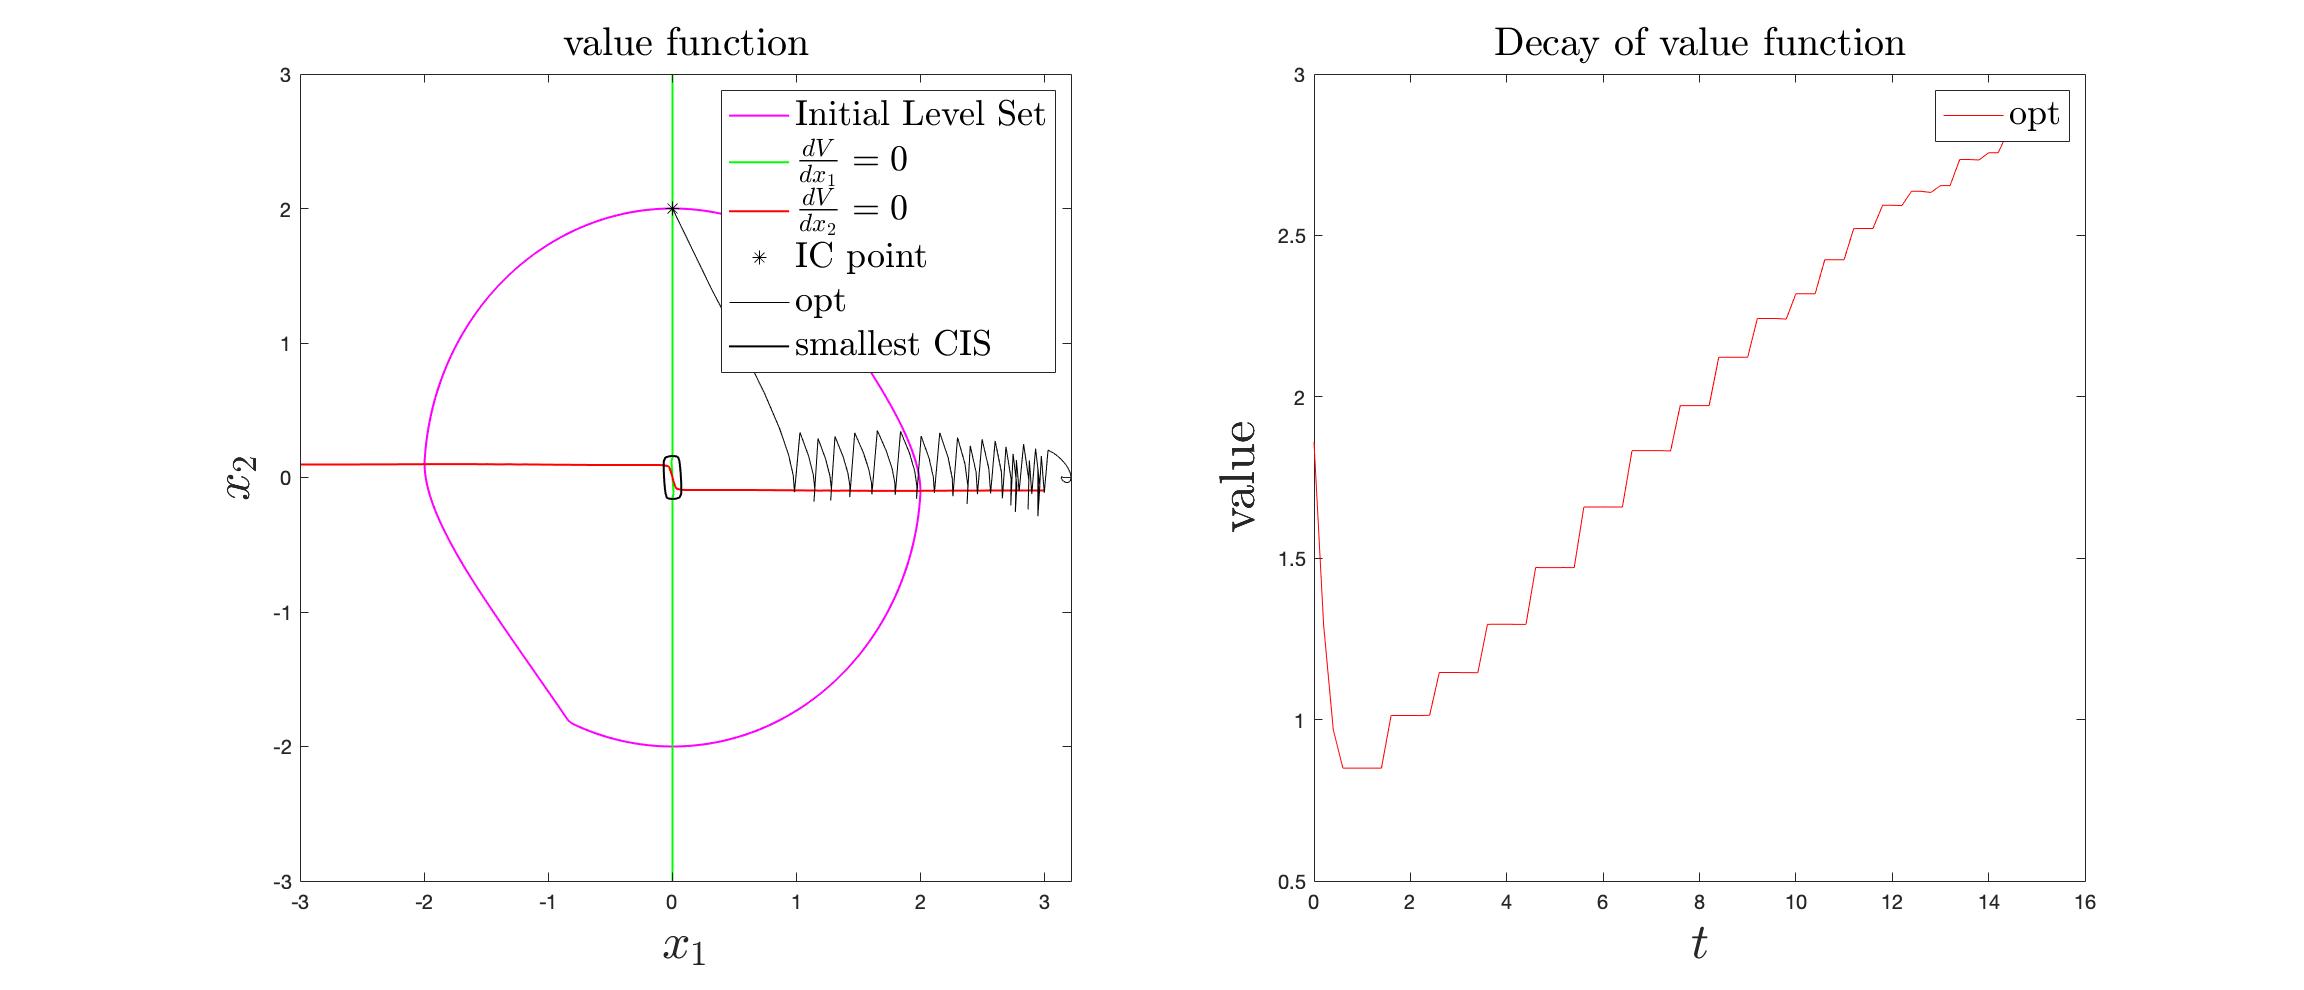 value function
3
2
1
0
-1
-2
-3
x₂
-3
-2
-1
0
1
2
3
x₁
Initial Level Set
dV/dx₁ = 0
dV/dx₂ = 0
IC point
opt
smallest CIS
Decay of value function
3
2.5
2
1.5
1
0.5
value
0
2
4
6
8
10
12
14
16
t
opt